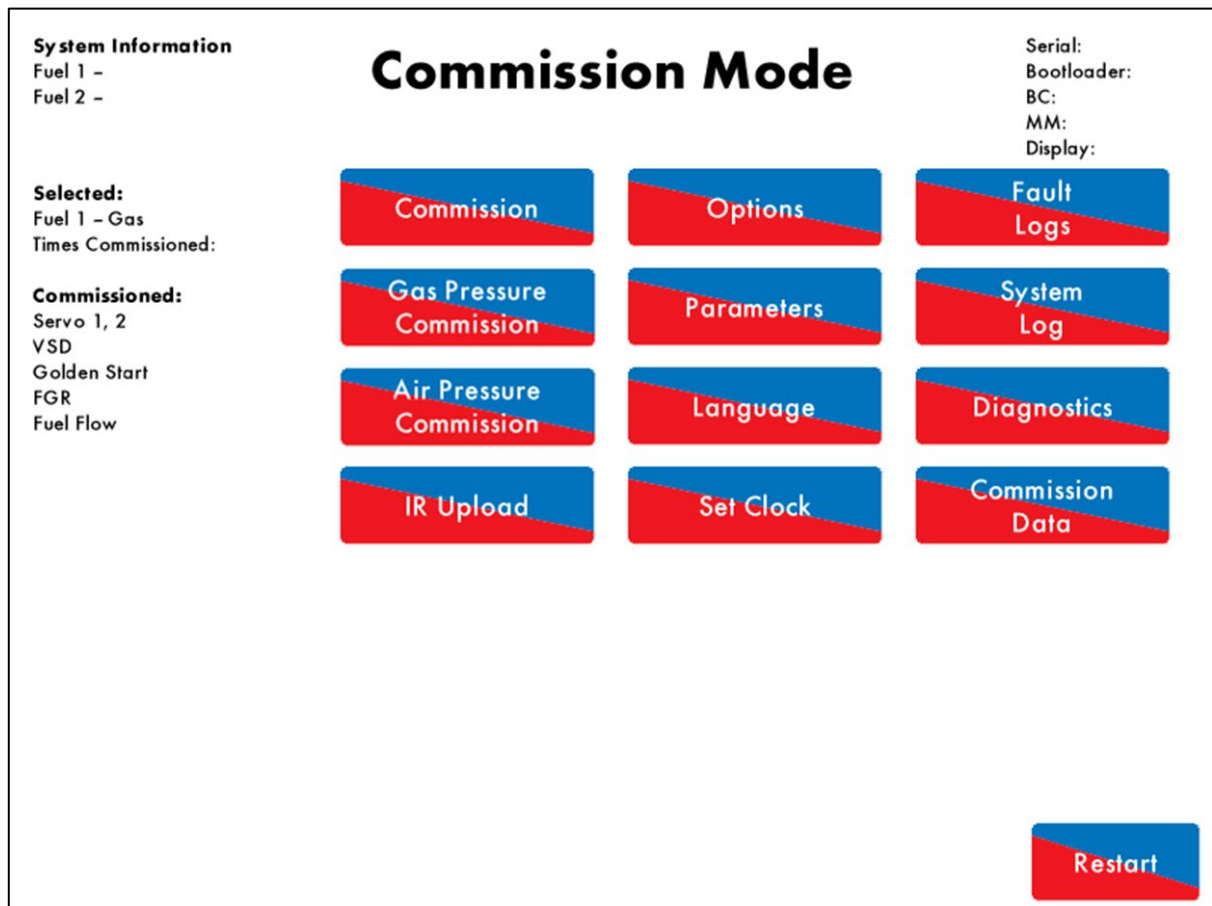 System Information
Fuel 1 –
Fuel 2 –
Commission Mode
Serial:
Bootloader:
BC:
MM:
Display:
Selected:
Fuel 1 – Gas
Times Commissioned:
Commissioned:
Servo 1, 2
VSD
Golden Start
FGR
Fuel Flow
Commission
Options
Fault
Logs
Gas Pressure
Commission
Parameters
System
Log
Air Pressure
Commission
Language
Diagnostics
IR Upload
Set Clock
Commission
Data
Restart